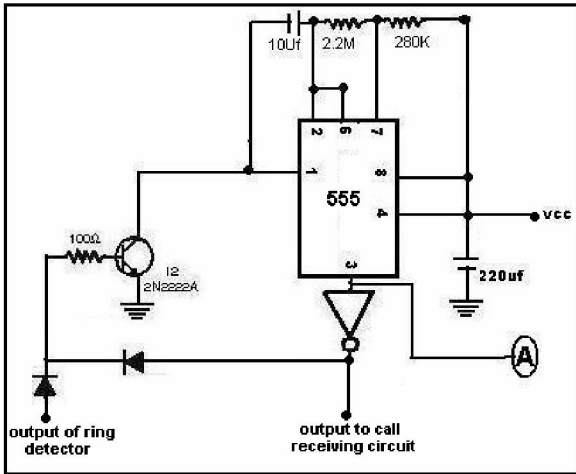 10Uf 2.2M 280K
2 6 7
1 8
555
4 vcc
3
100Ω
I2
2N2222A
220uf
A
output of ring
detector
output to call
receiving circuit